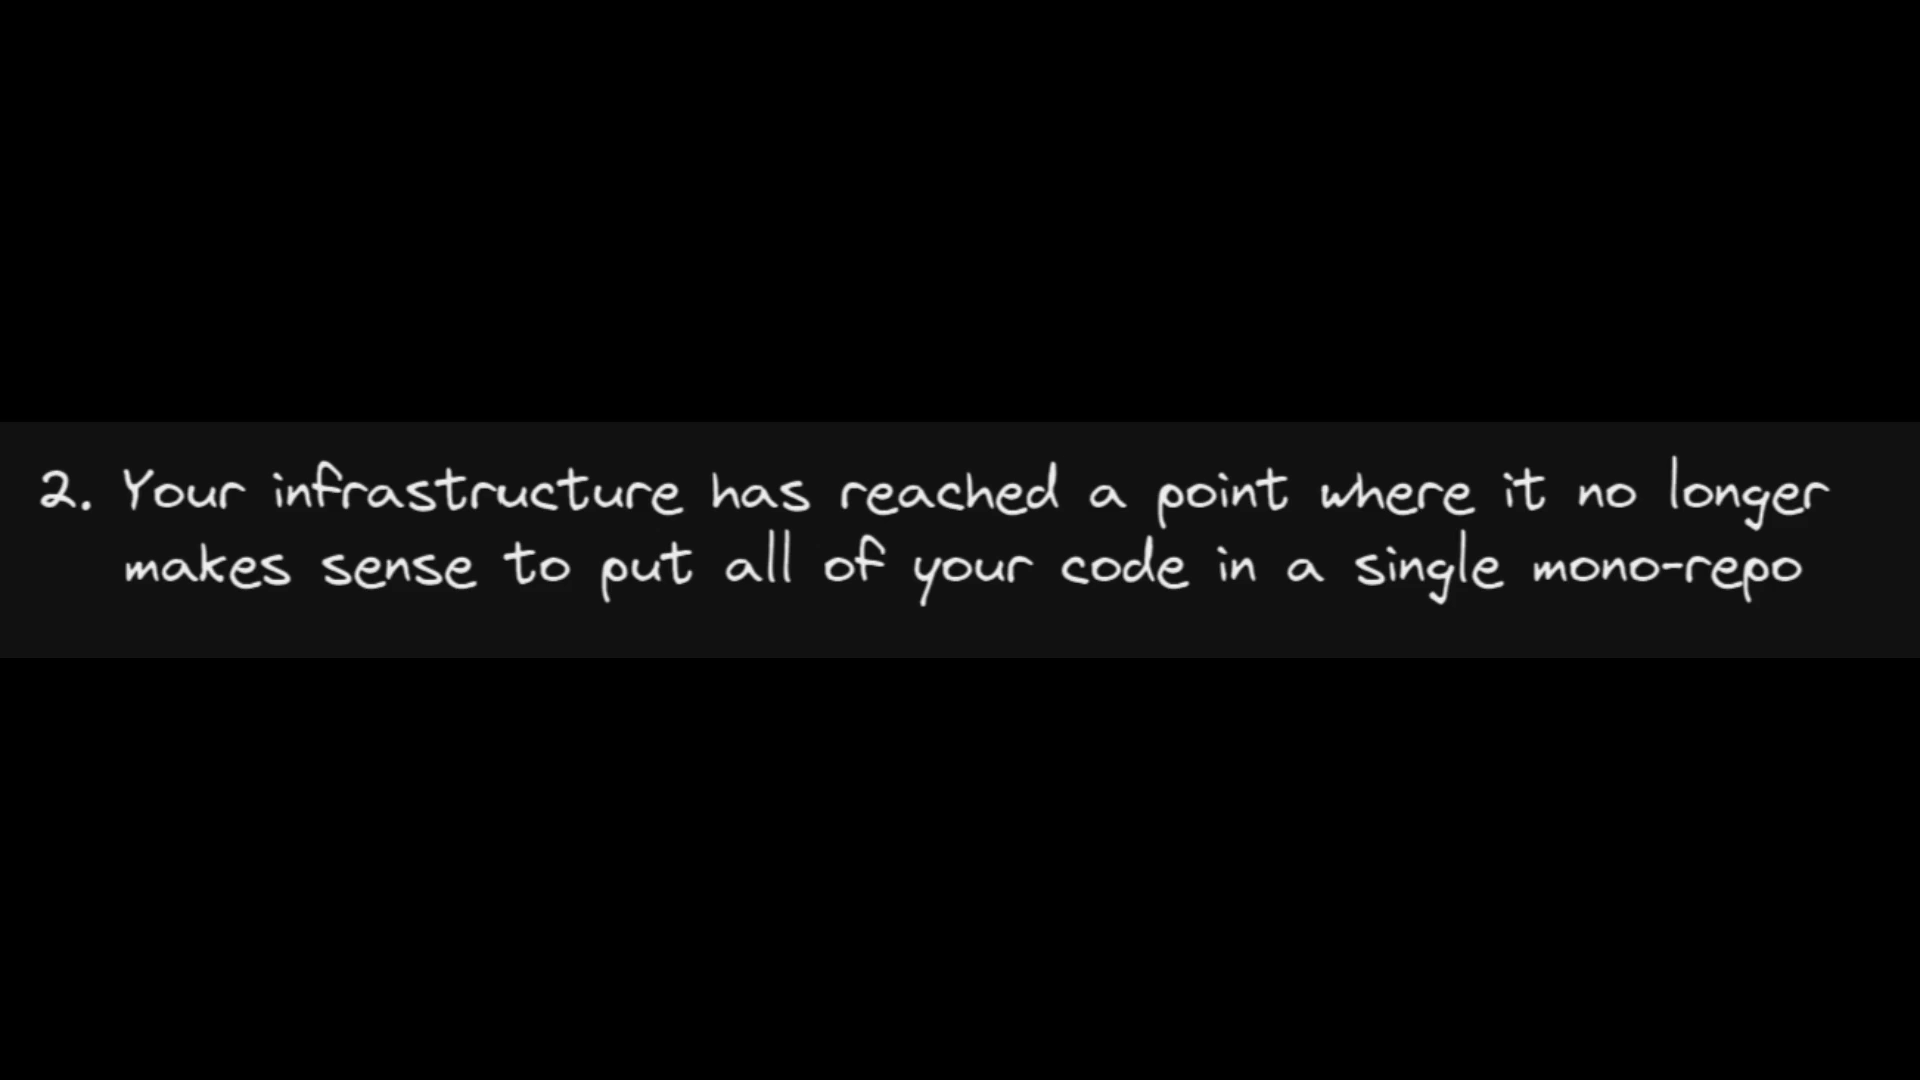 2. Your infrastructure has reached a point where it no longer
makes sense to put all of your code in a single mono-repo